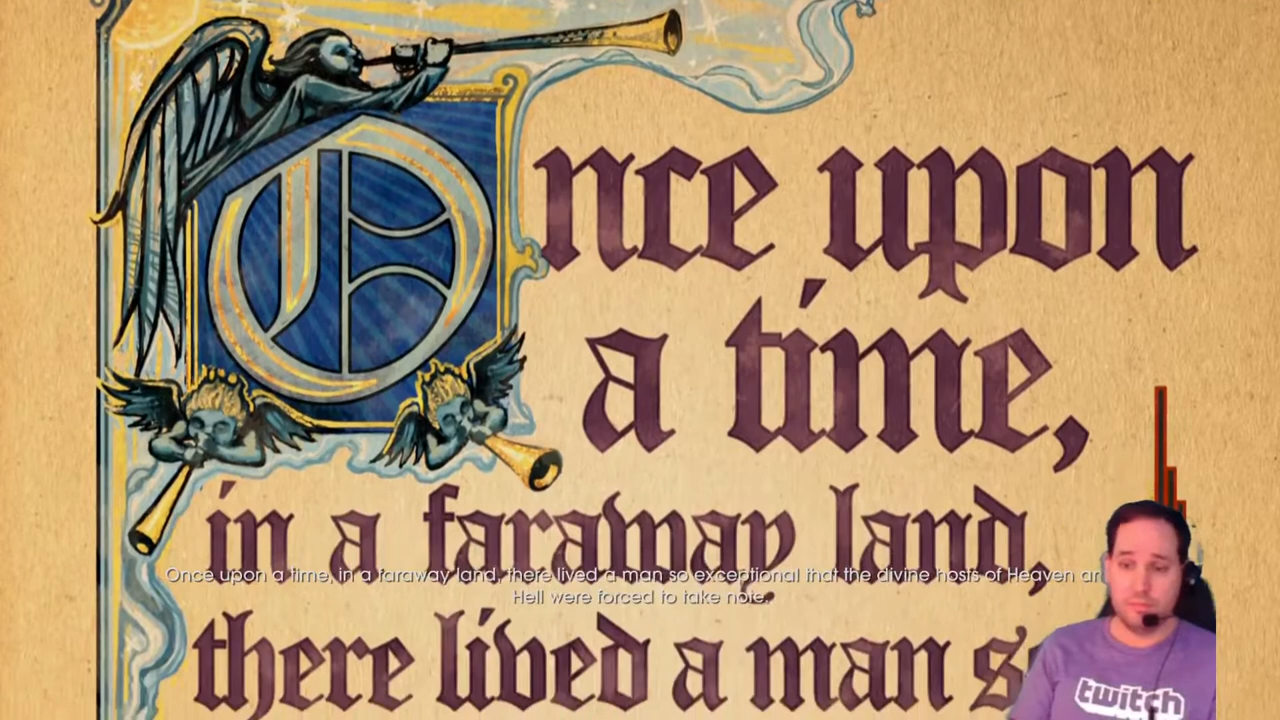 Once upon
a time,
in a faraway land,
Once upon a time, in a faraway land, there lived a man so exceptional that the divine hosts of Heaven an
Hell were forced to take note.
there lived a man s
twitch